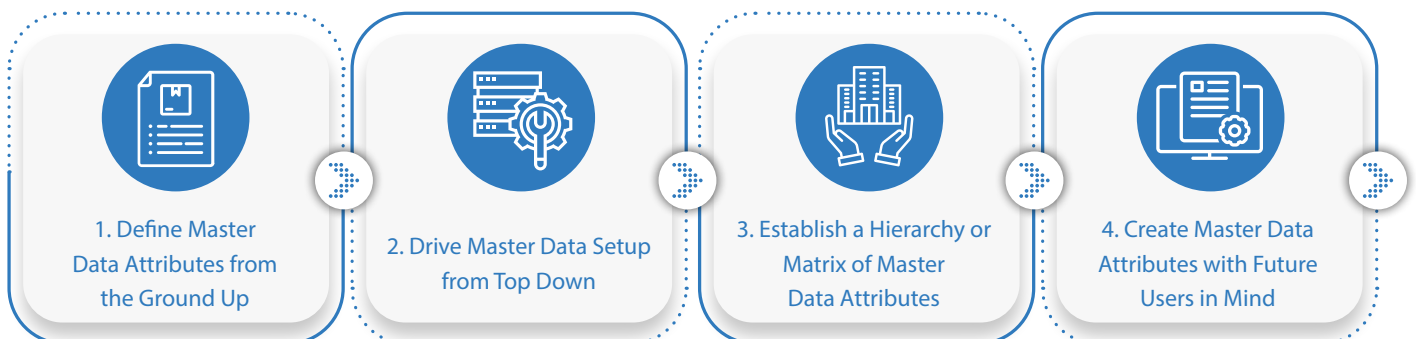 1. Define Master
Data Attributes from
the Ground Up
2. Drive Master Data Setup
from Top Down
3. Establish a Hierarchy or
Matrix of Master
Data Attributes
4. Create Master Data
Attributes with Future
Users in Mind